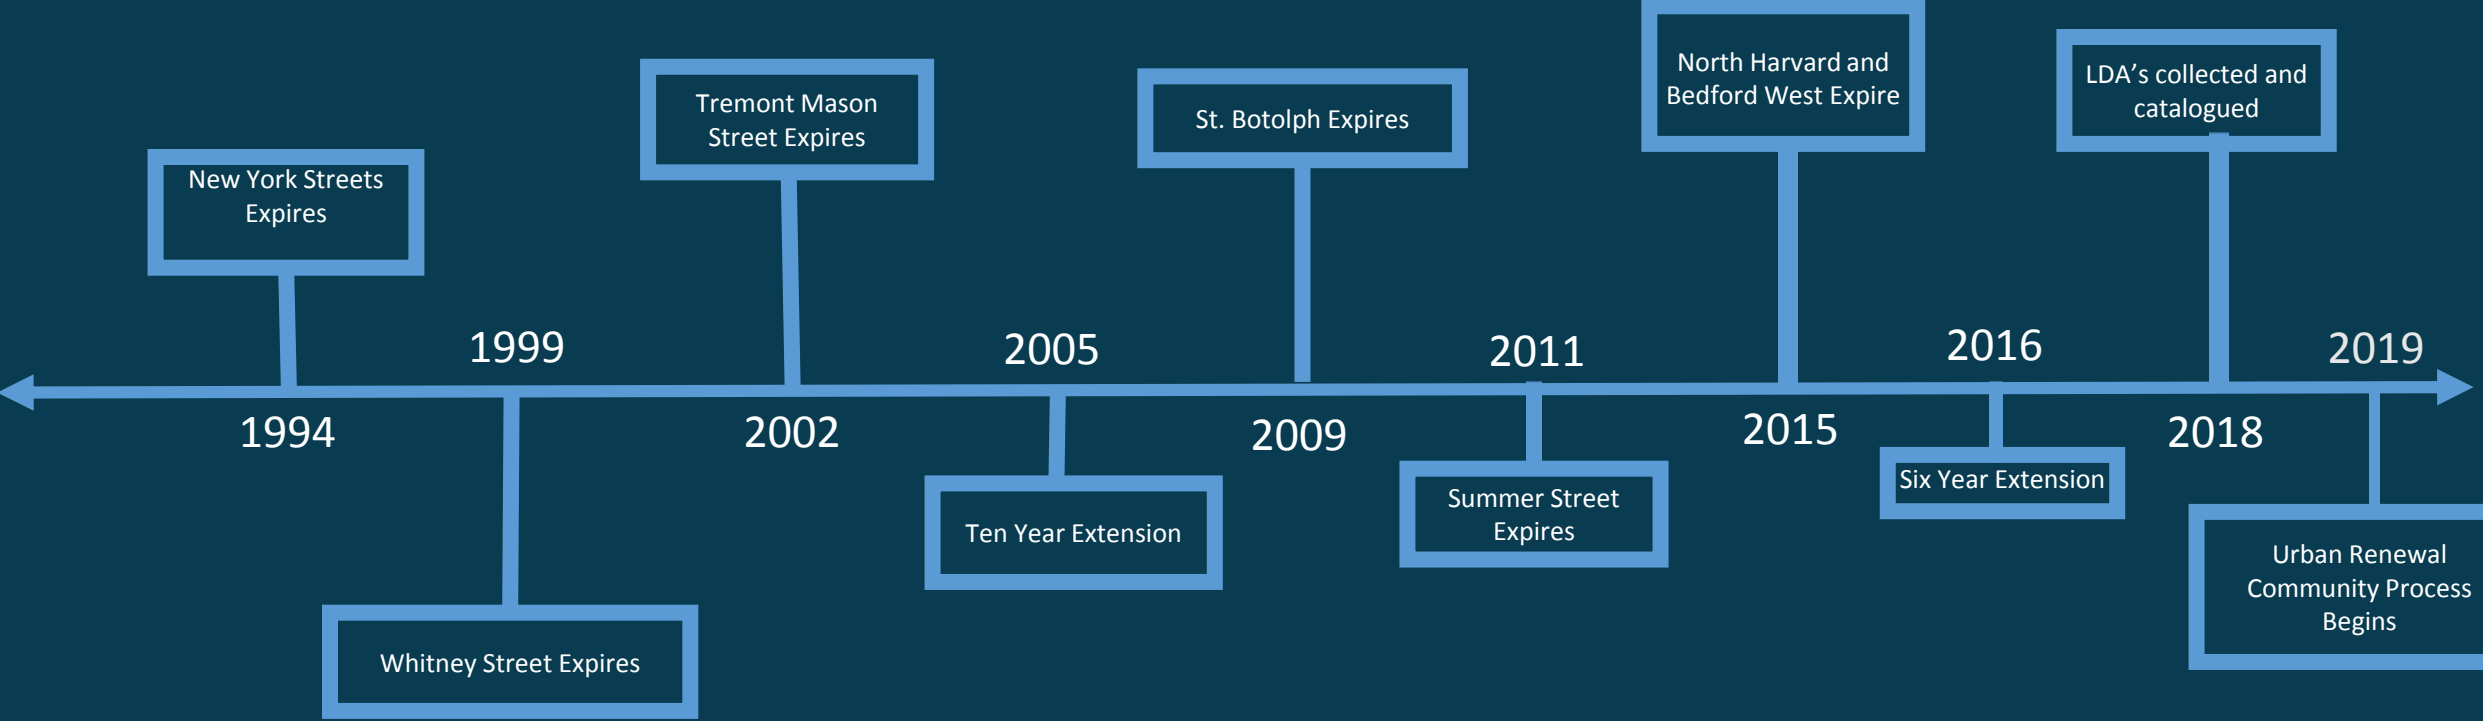 New York Streets
Expires
1994
1999
Whitney Street Expires
Tremont Mason
Street Expires
2002
2005
Ten Year Extension
St. Botolph Expires
2009
2011
Summer Street
Expires
North Harvard and
Bedford West Expire
2015
2016
Six Year Extension
LDA’s collected and
catalogued
2018
2019
Urban Renewal
Community Process
Begins